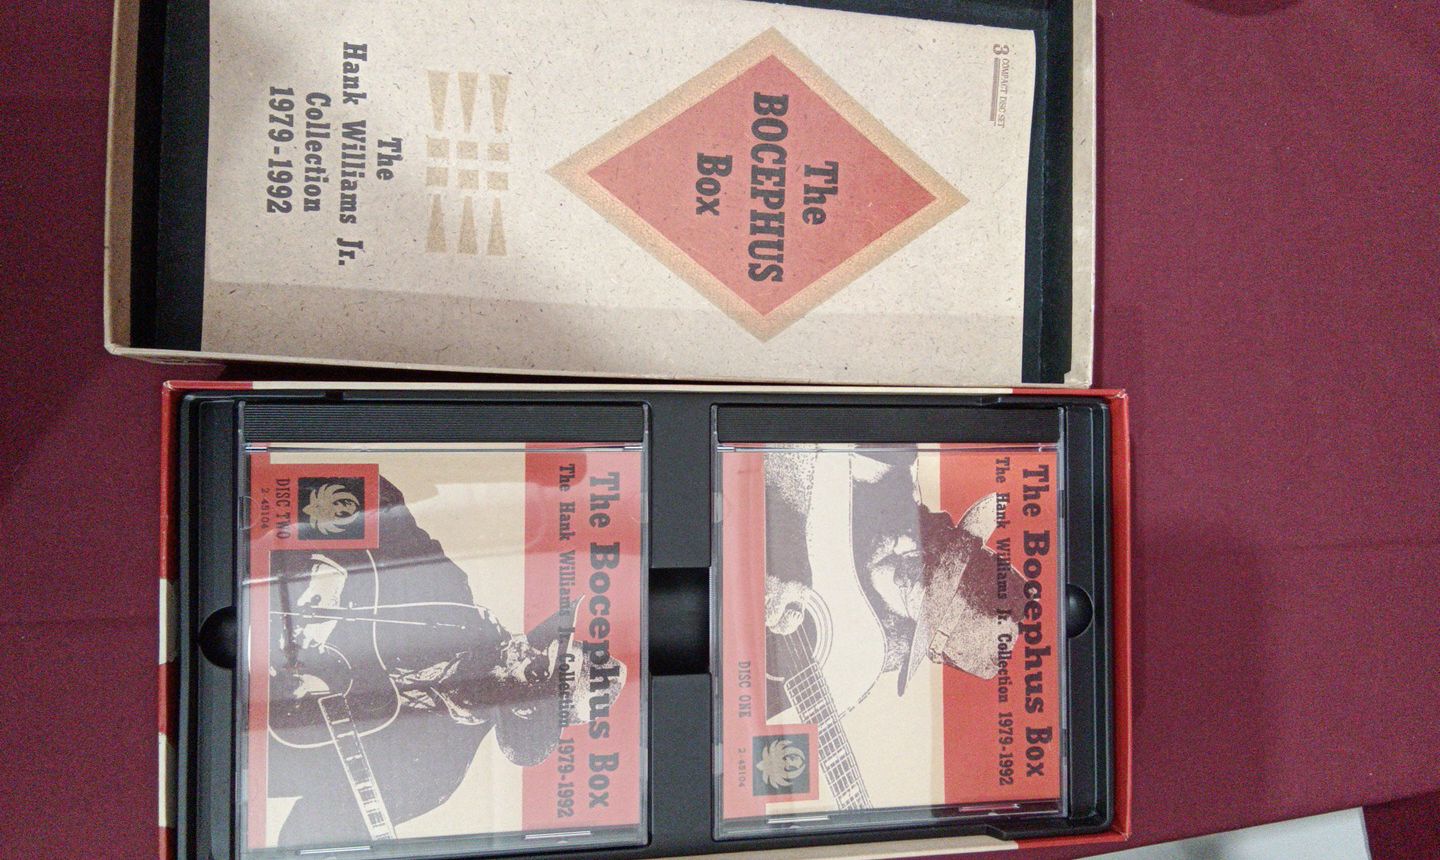 3 COMPACT DISC SET
The
BOCEPHUS
Box
The
Hank Williams Jr.
Collection
1979-1992
The Bocephus Box
The Hank Williams Jr. Collection 1979-1992
DISC ONE
2-45104
The Bocephus Box
The Hank Williams Jr. Collection 1979-1992
DISC TWO
2-45104